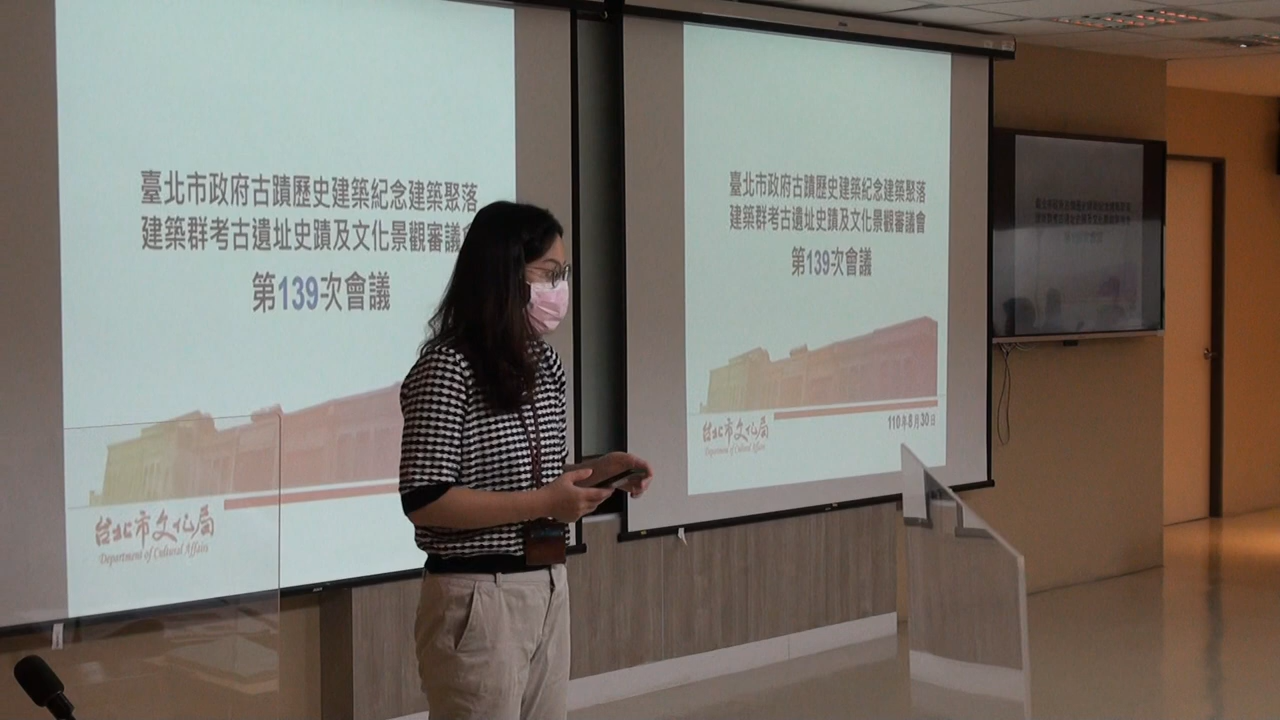 臺北市政府古蹟歷史建築紀念建築聚落
建築群考古遺址史蹟及文化景觀審議會
第139次會議
台北市文化局
Department of Cultural Affairs
臺北市政府古蹟歷史建築紀念建築聚落
建築群考古遺址史蹟及文化景觀審議會
第139次會議
110年8月30日
台北市文化局
Department of Cultural Affairs